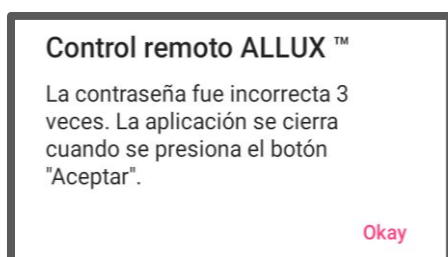 Control remoto ALLUX ™
La contraseña fue incorrecta 3
veces. La aplicación se cierra
cuando se presiona el botón
"Aceptar".
Okay